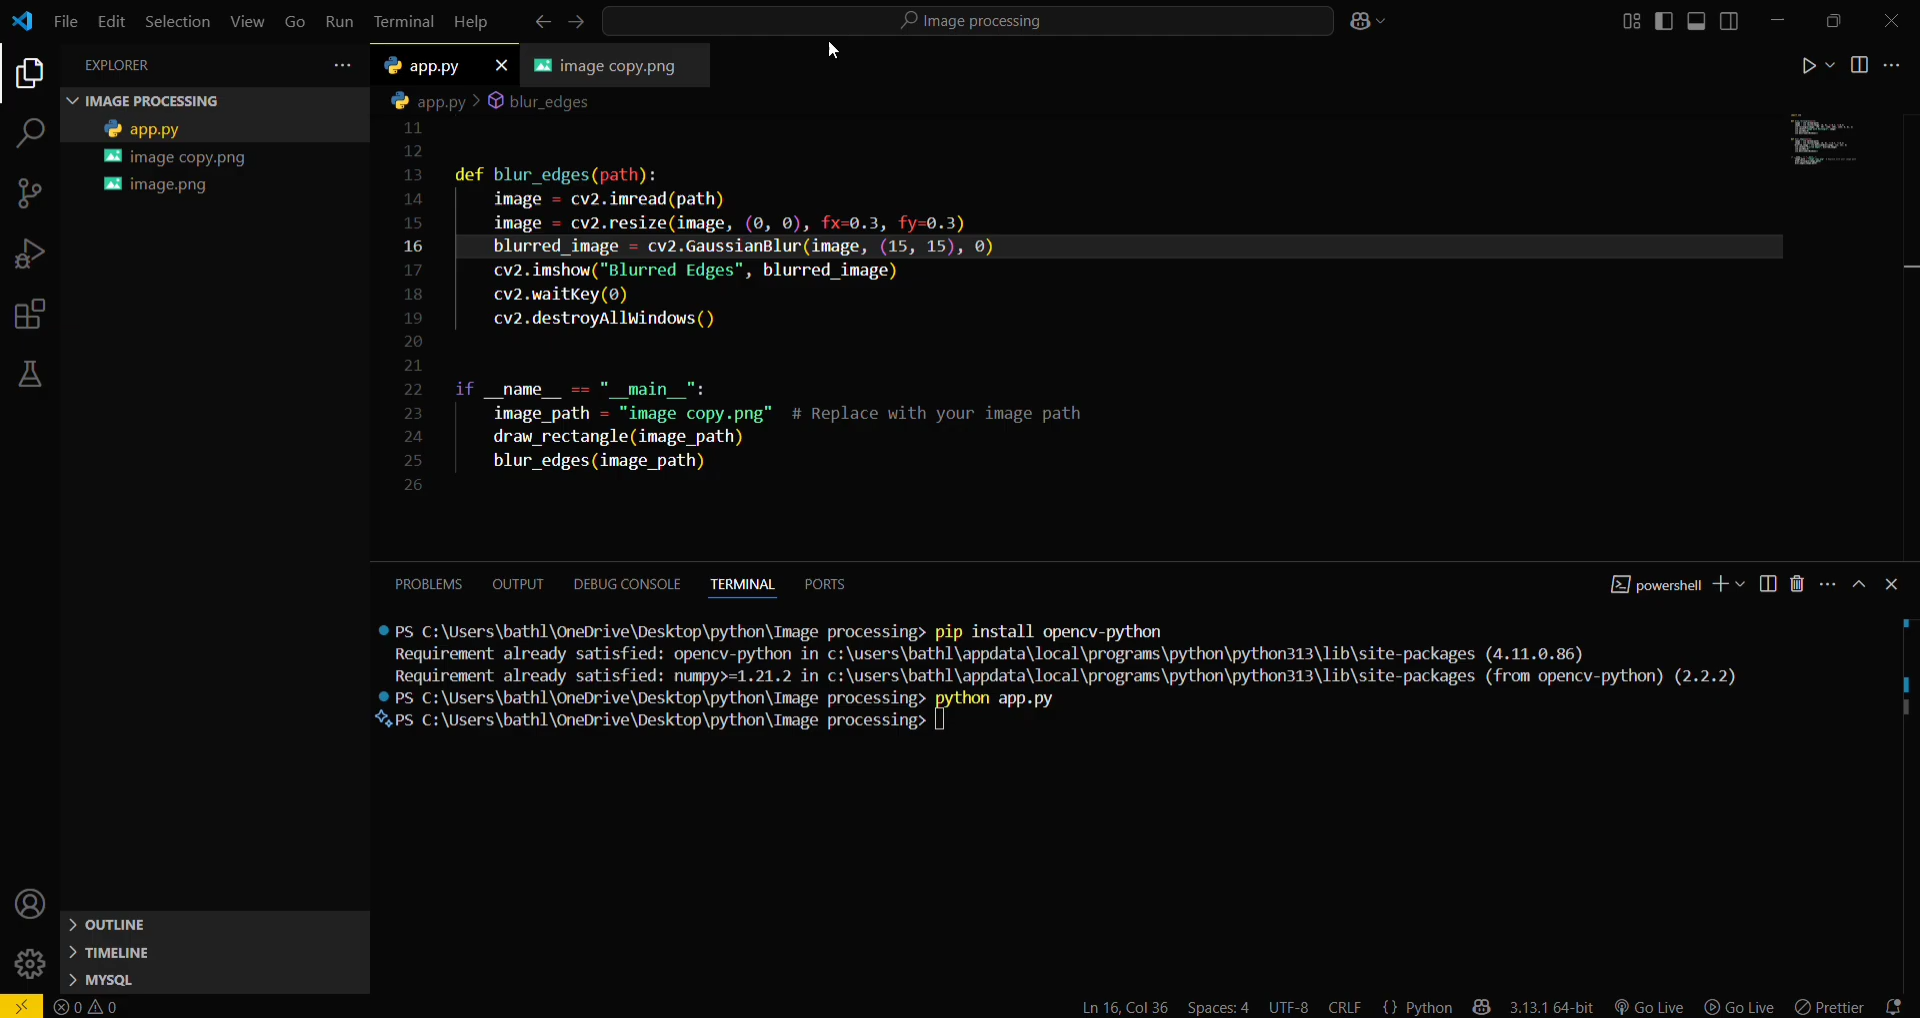 File Edit Selection View Go Run Terminal Help
Image processing
EXPLORER
IMAGE PROCESSING
app.py
image copy.png
image.png
OUTLINE
TIMELINE
MYSQL
app.py image copy.png
app.py > blur_edges
11
12
13 def blur_edges(path):
14 image = cv2.imread(path)
15 image = cv2.resize(image, (0, 0), fx=0.3, fy=0.3)
16 blurred_image = cv2.GaussianBlur(image, (15, 15), 0)
17 cv2.imshow("Blurred Edges", blurred_image)
18 cv2.waitKey(0)
19 cv2.destroyAllWindows()
20
21
22 if __name__ == "__main__":
23 image_path = "image copy.png" # Replace with your image path
24 draw_rectangle(image_path)
25 blur_edges(image_path)
26
PROBLEMS OUTPUT DEBUG CONSOLE TERMINAL PORTS
powershell
PS C:\Users\bathl\OneDrive\Desktop\python\Image processing> pip install opencv-python
Requirement already satisfied: opencv-python in c:\users\bathl\appdata\local\programs\python\python313\lib\site-packages (4.11.0.86)
Requirement already satisfied: numpy>=1.21.2 in c:\users\bathl\appdata\local\programs\python\python313\lib\site-packages (from opencv-python) (2.2.2)
PS C:\Users\bathl\OneDrive\Desktop\python\Image processing> python app.py
PS C:\Users\bathl\OneDrive\Desktop\python\Image processing>
0 0 Ln 16, Col 36 Spaces: 4 UTF-8 CRLF {} Python 3.13.1 64-bit Go Live Go Live Prettier